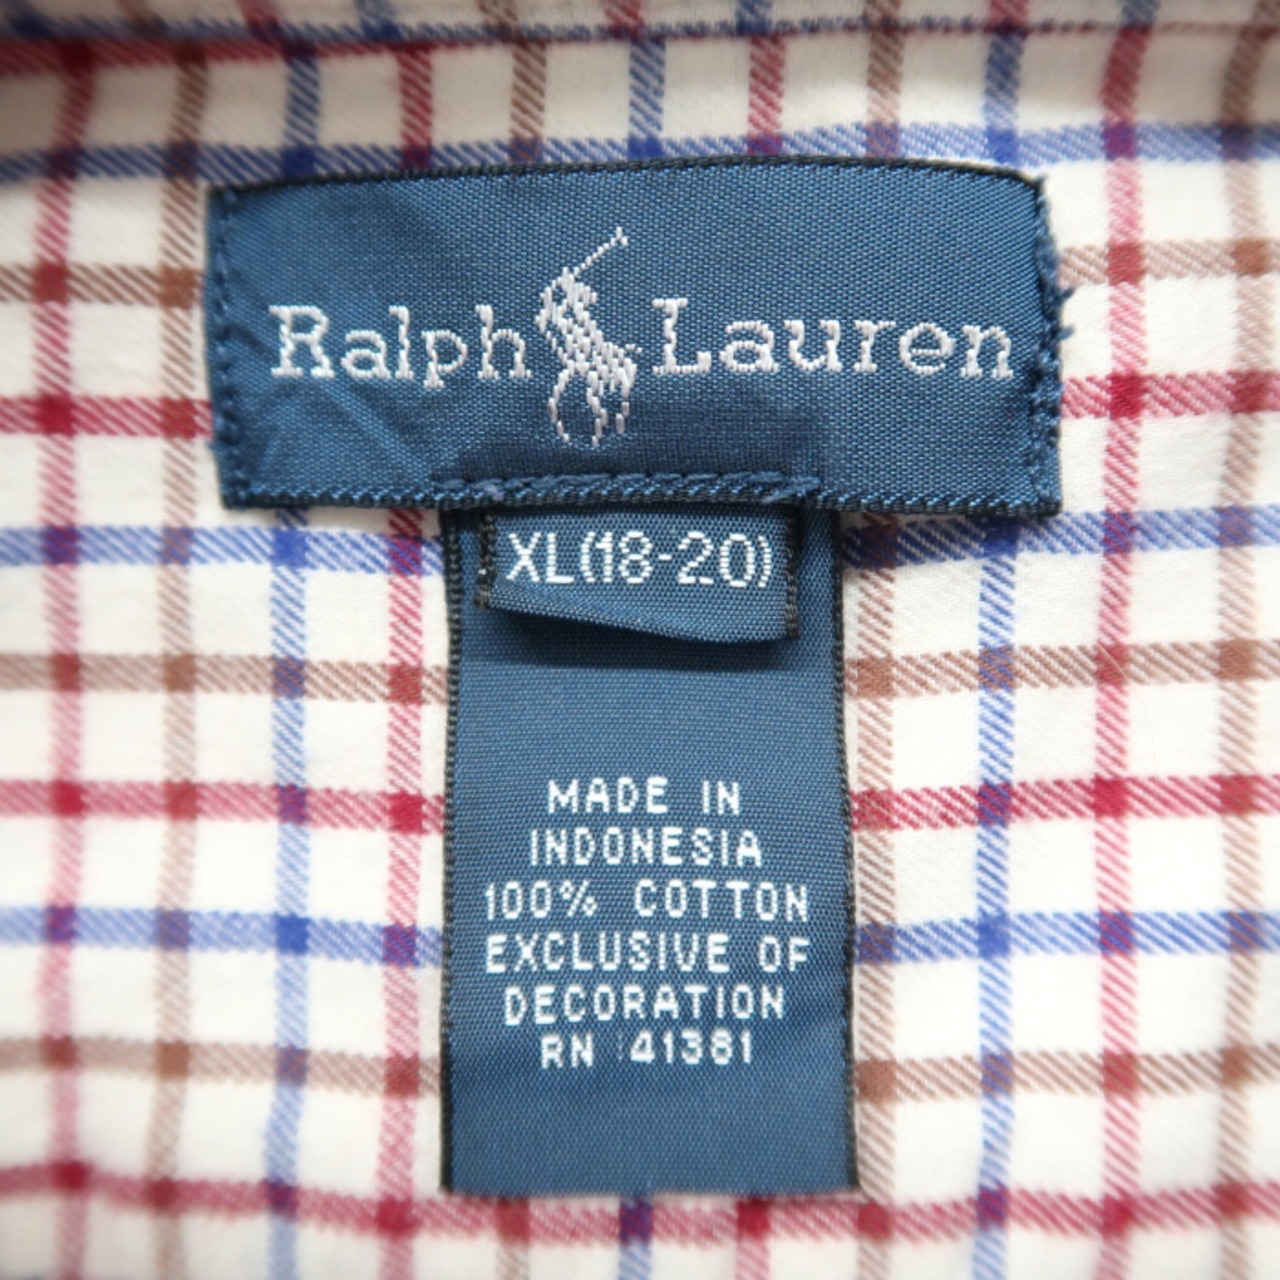 Ralph Lauren
XL(18-20)
MADE IN
INDONESIA
100% COTTON
EXCLUSIVE OF
DECORATION
RN 41381